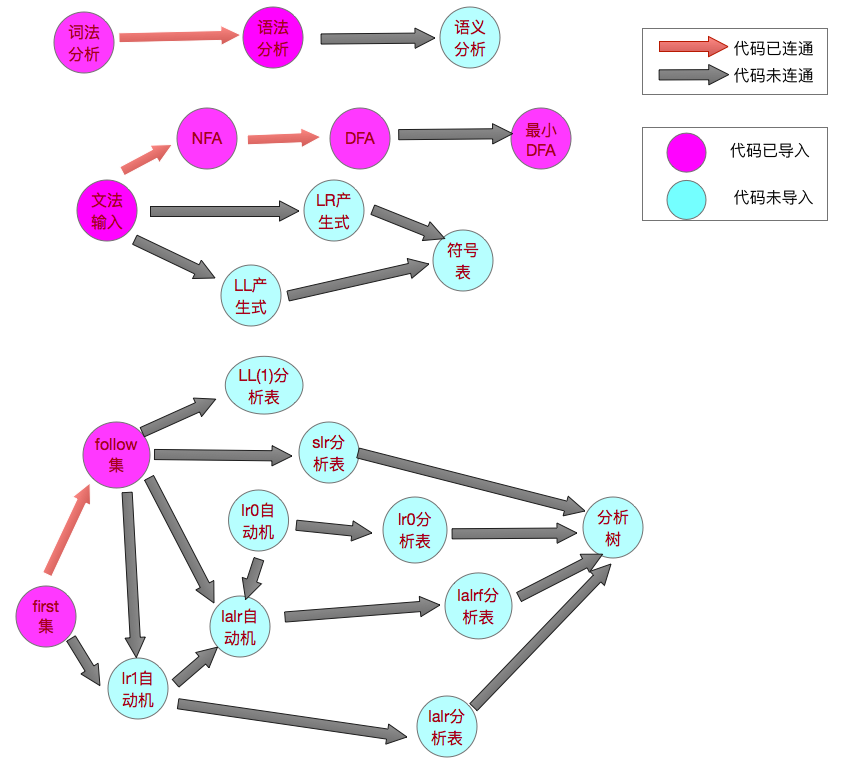 词法
分析
语法
分析
语义
分析
代码已连通
代码未连通
NFA
DFA
最小
DFA
代码已导入
代码未导入
文法
输入
LR产
生式
符号
表
LL产
生式
LL(1)分
析表
follow
集
slr分
析表
lr0自
动机
lr0分
析表
分析
树
first
集
lalr自
动机
lalrf分
析表
lr1自
动机
lalr分
析表